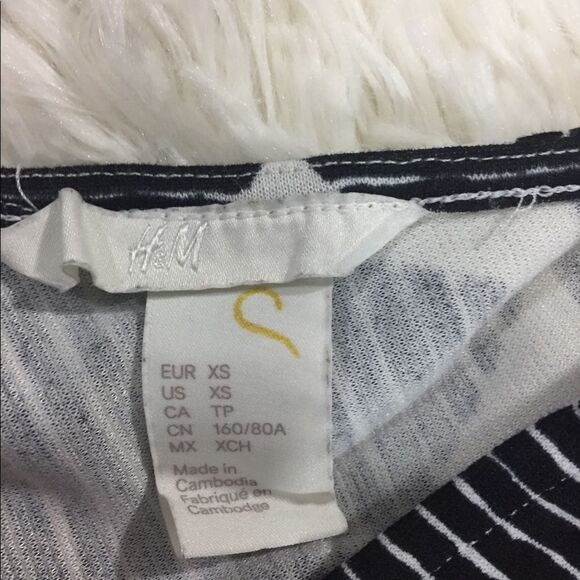 H&M
EUR XS
US XS
CA TP
CN 160/80A
MX XCH
Made in
Cambodia
Fabriqué en
Cambodge